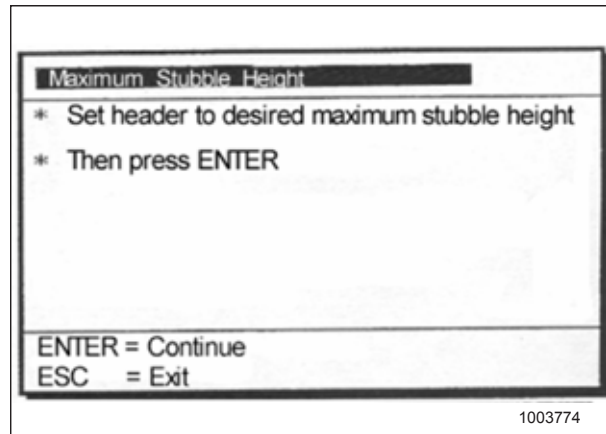 Maximum Stubble Height
* Set header to desired maximum stubble height
* Then press ENTER
ENTER = Continue
ESC = Exit
1003774